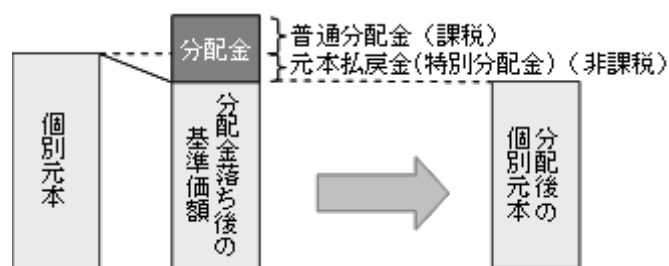 分配金
普通分配金（課税）
元本払戻金(特別分配金)（非課税）
個別元本
分配金落ち後の
基準価額
分配後の
個別元本